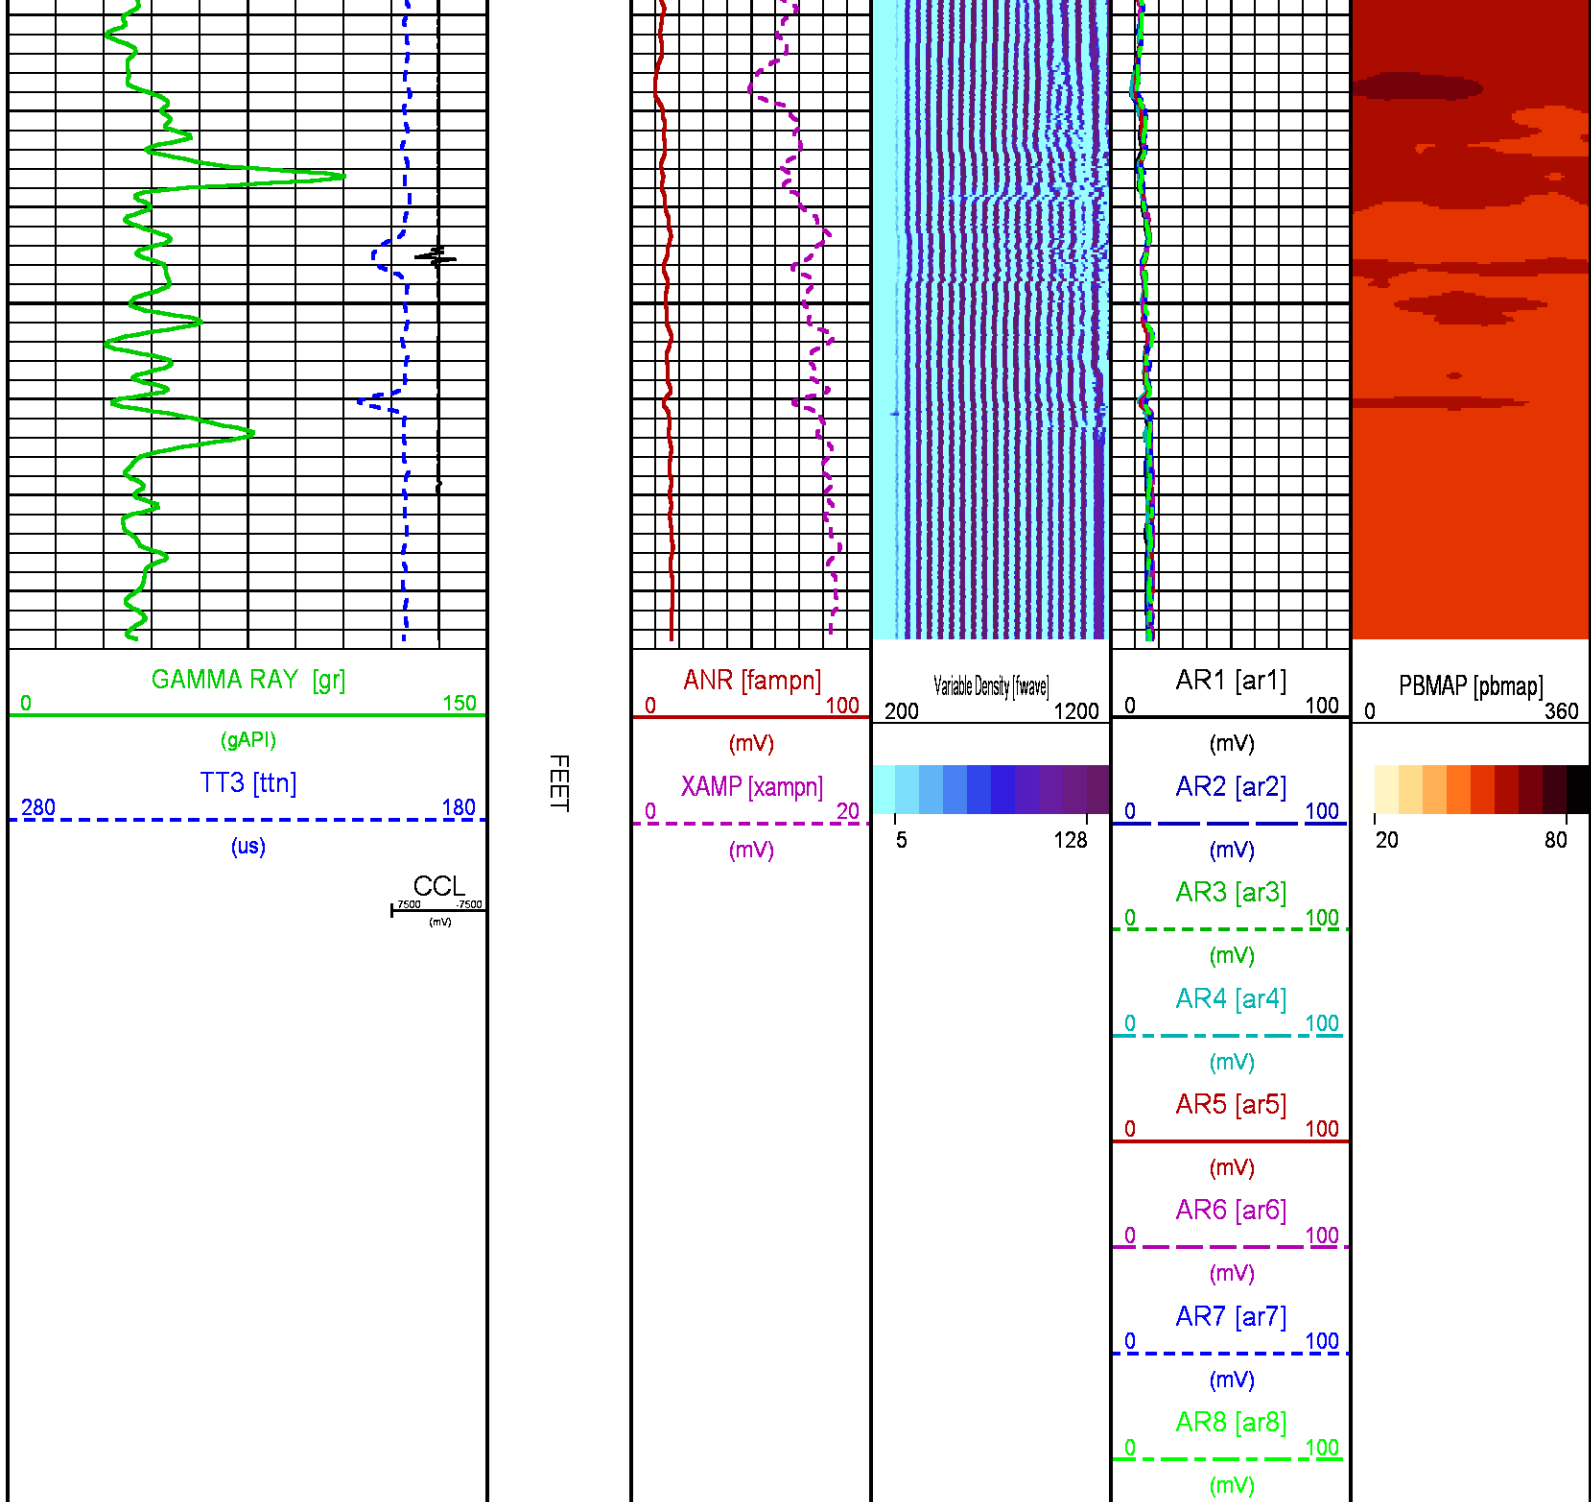 GAMMA RAY [gr]
0 150
(gAPI)
TT3 [ttn]
280 180
(us)
CCL
7500 -7500
(mV)
FEET
ANR [fampn]
0 100
(mV)
XAMP [xampn]
0 20
(mV)
Variable Density [fwave]
200 1200
5 128
AR1 [ar1]
0 100
(mV)
AR2 [ar2]
0 100
(mV)
AR3 [ar3]
0 100
(mV)
AR4 [ar4]
0 100
(mV)
AR5 [ar5]
0 100
(mV)
AR6 [ar6]
0 100
(mV)
AR7 [ar7]
0 100
(mV)
AR8 [ar8]
0 100
(mV)
PBMAP [pbmap]
0 360
20 80